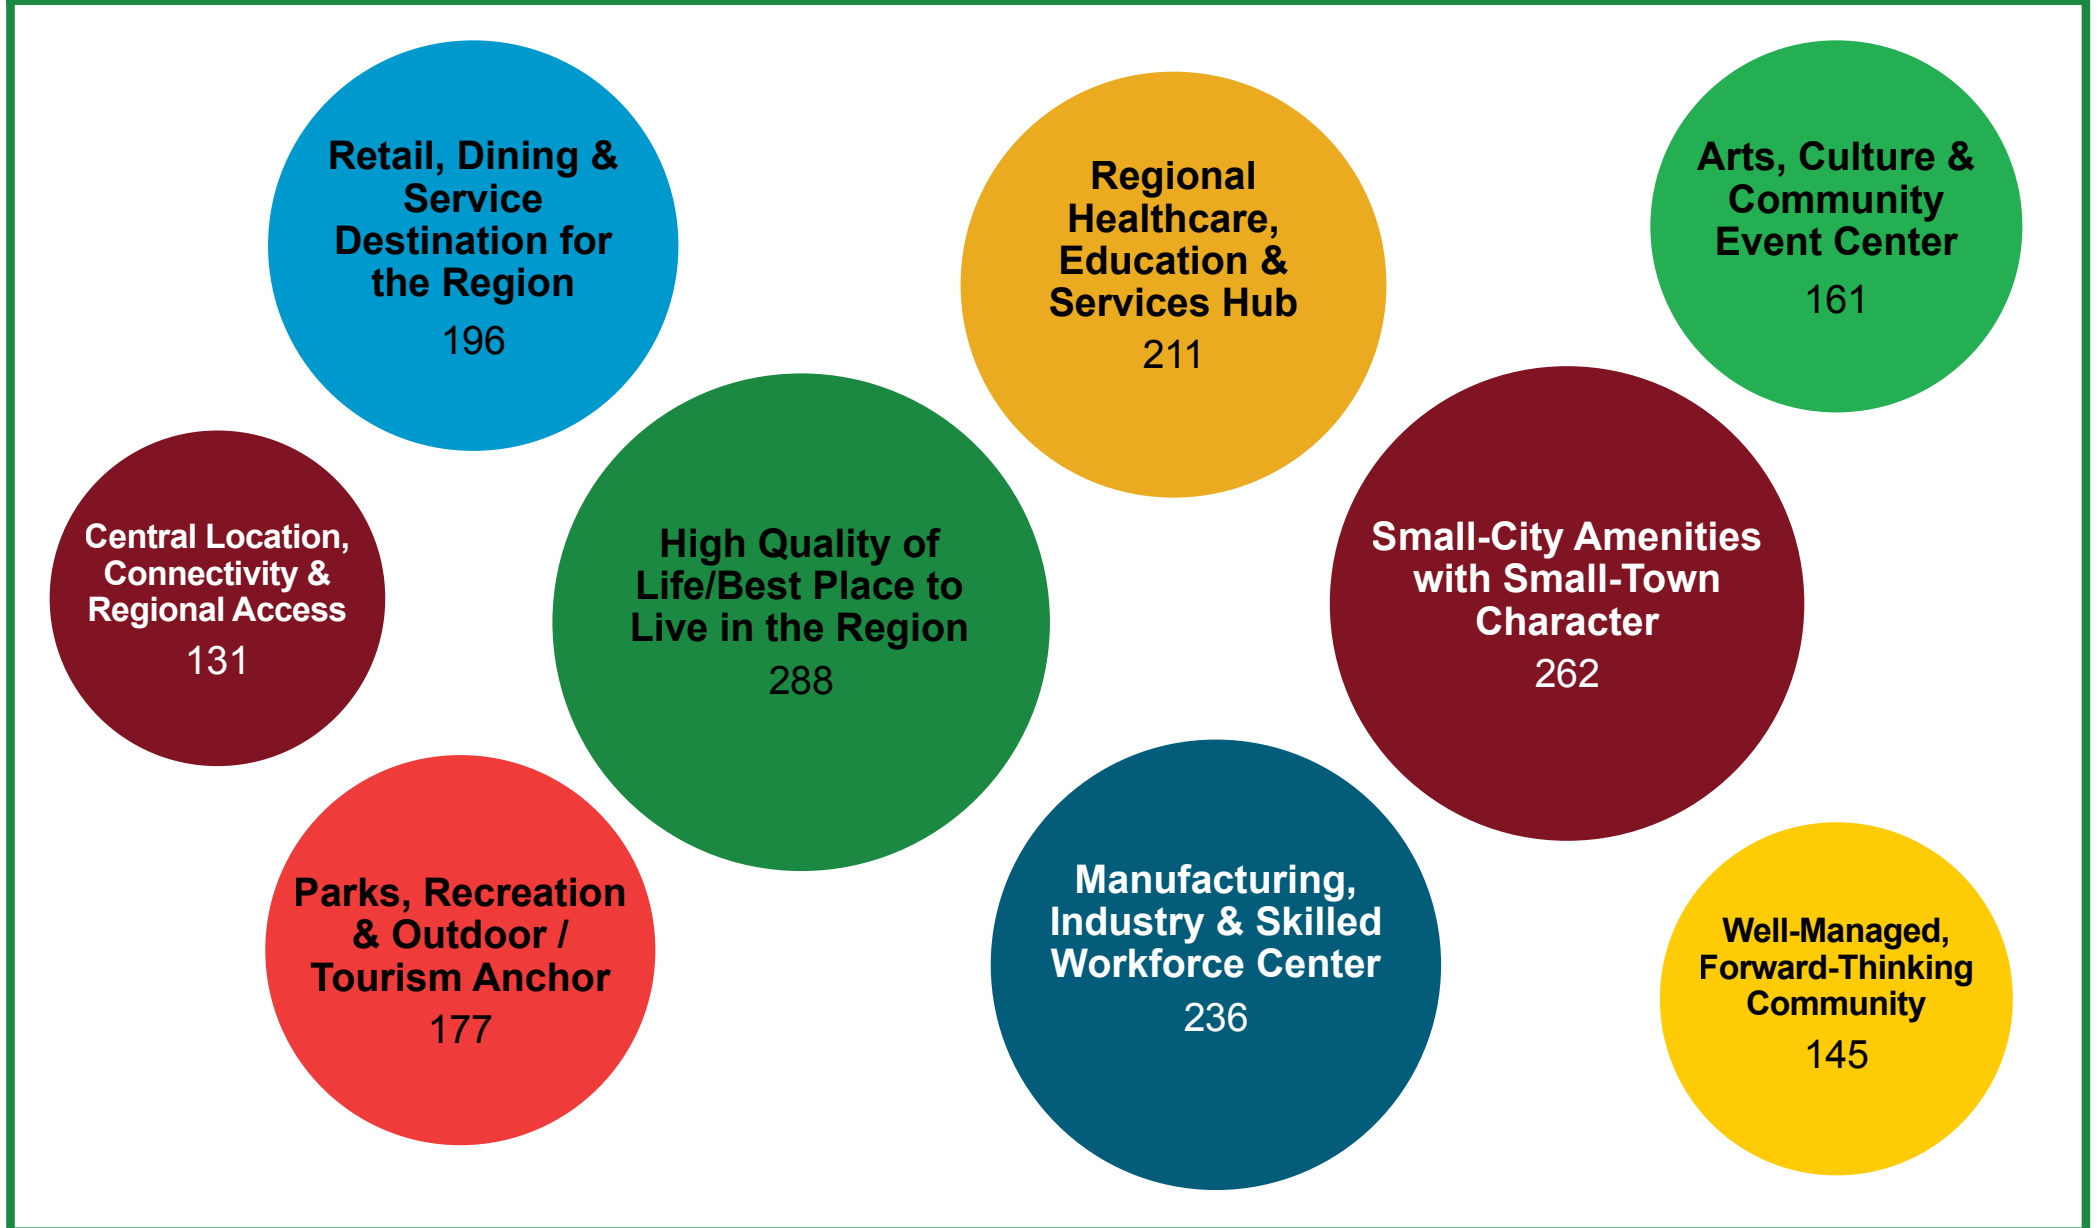 Retail, Dining &
Service
Destination for
the Region
196
Regional
Healthcare,
Education &
Services Hub
211
Arts, Culture &
Community
Event Center
161
Central Location,
Connectivity &
Regional Access
131
High Quality of
Life/Best Place to
Live in the Region
288
Small-City Amenities
with Small-Town
Character
262
Parks, Recreation
& Outdoor /
Tourism Anchor
177
Manufacturing,
Industry & Skilled
Workforce Center
236
Well-Managed,
Forward-Thinking
Community
145